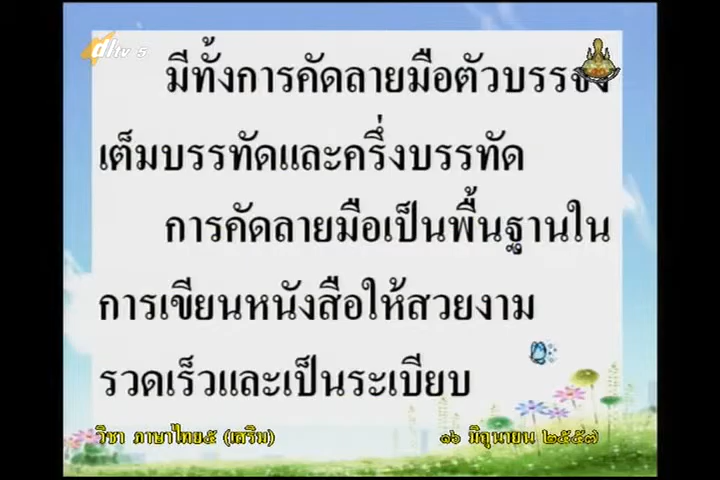 dltv 5
มีทั้งการคัดลายมือตัวบรรจง
เต็มบรรทัดและครึ่งบรรทัด
การคัดลายมือเป็นพื้นฐานใน
การเขียนหนังสือให้สวยงาม
รวดเร็วและเป็นระเบียบ
วิชา ภาษาไทย๕ (เสริม)
๑๖ มิถุนายน ๒๕๕๗